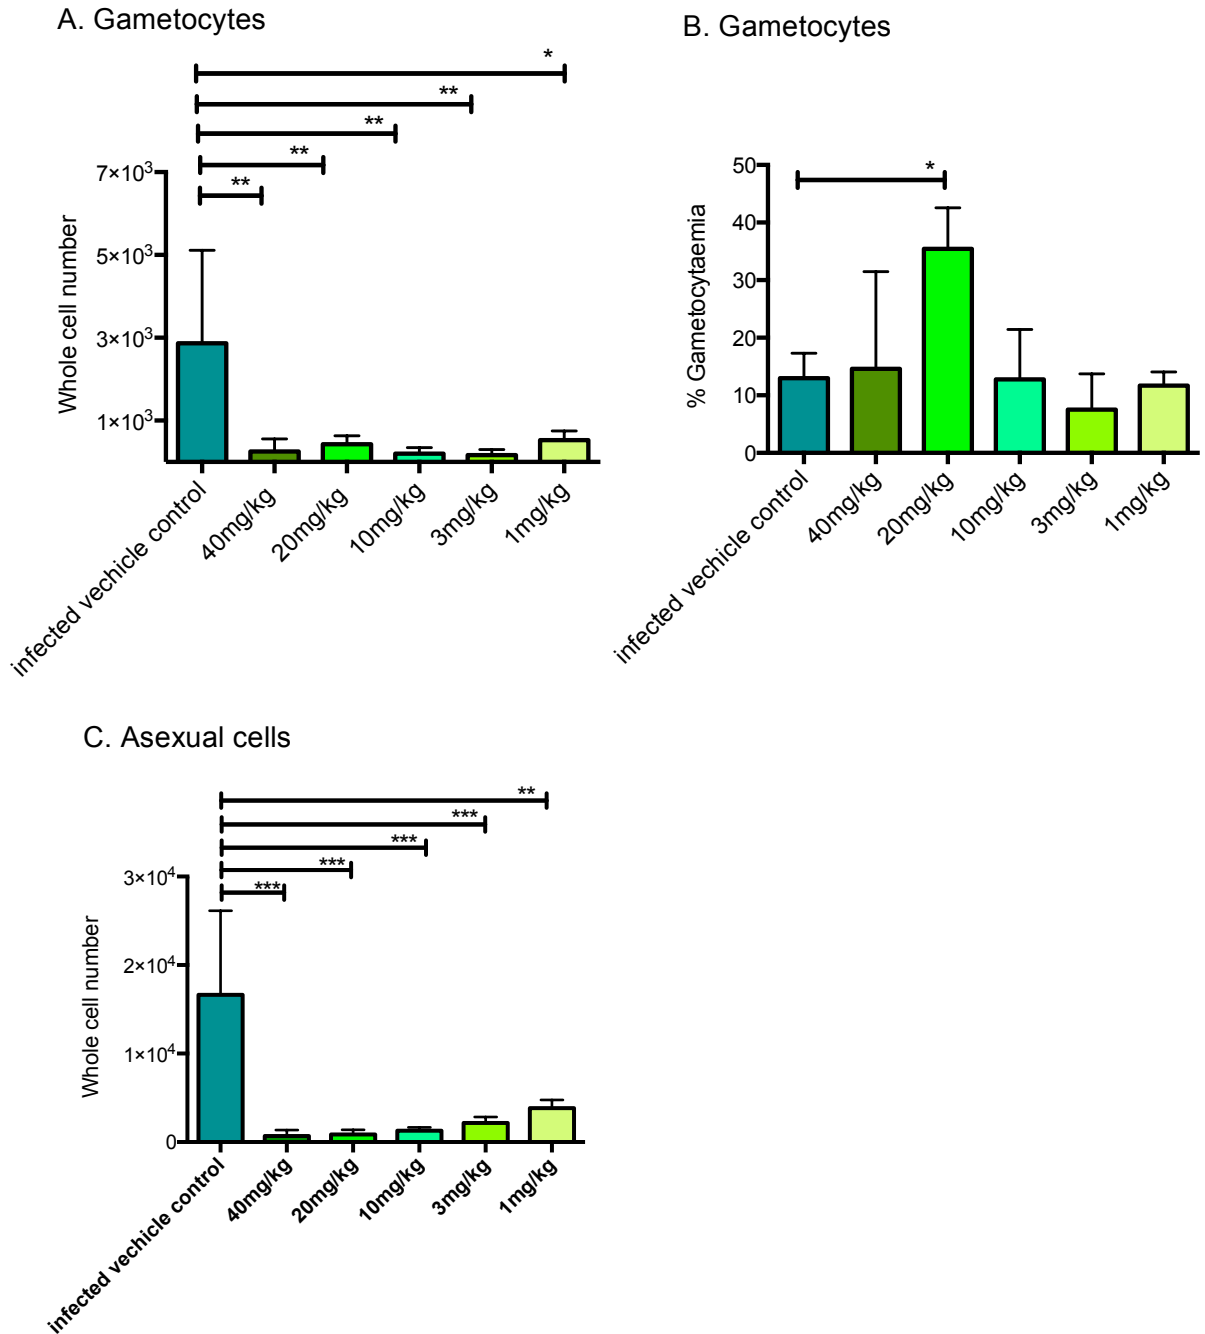 A. Gametocytes
*
**
**
**
**
Whole cell number
7×10³
5×10³
3×10³
1×10³
infected vechicle control
40mg/kg
20mg/kg
10mg/kg
3mg/kg
1mg/kg
B. Gametocytes
*
% Gametocytaemia
50
40
30
20
10
0
infected vechicle control
40mg/kg
20mg/kg
10mg/kg
3mg/kg
1mg/kg
C. Asexual cells
**
***
***
***
***
Whole cell number
3×10⁴
2×10⁴
1×10⁴
0
infected vechicle control
40mg/kg
20mg/kg
10mg/kg
3mg/kg
1mg/kg